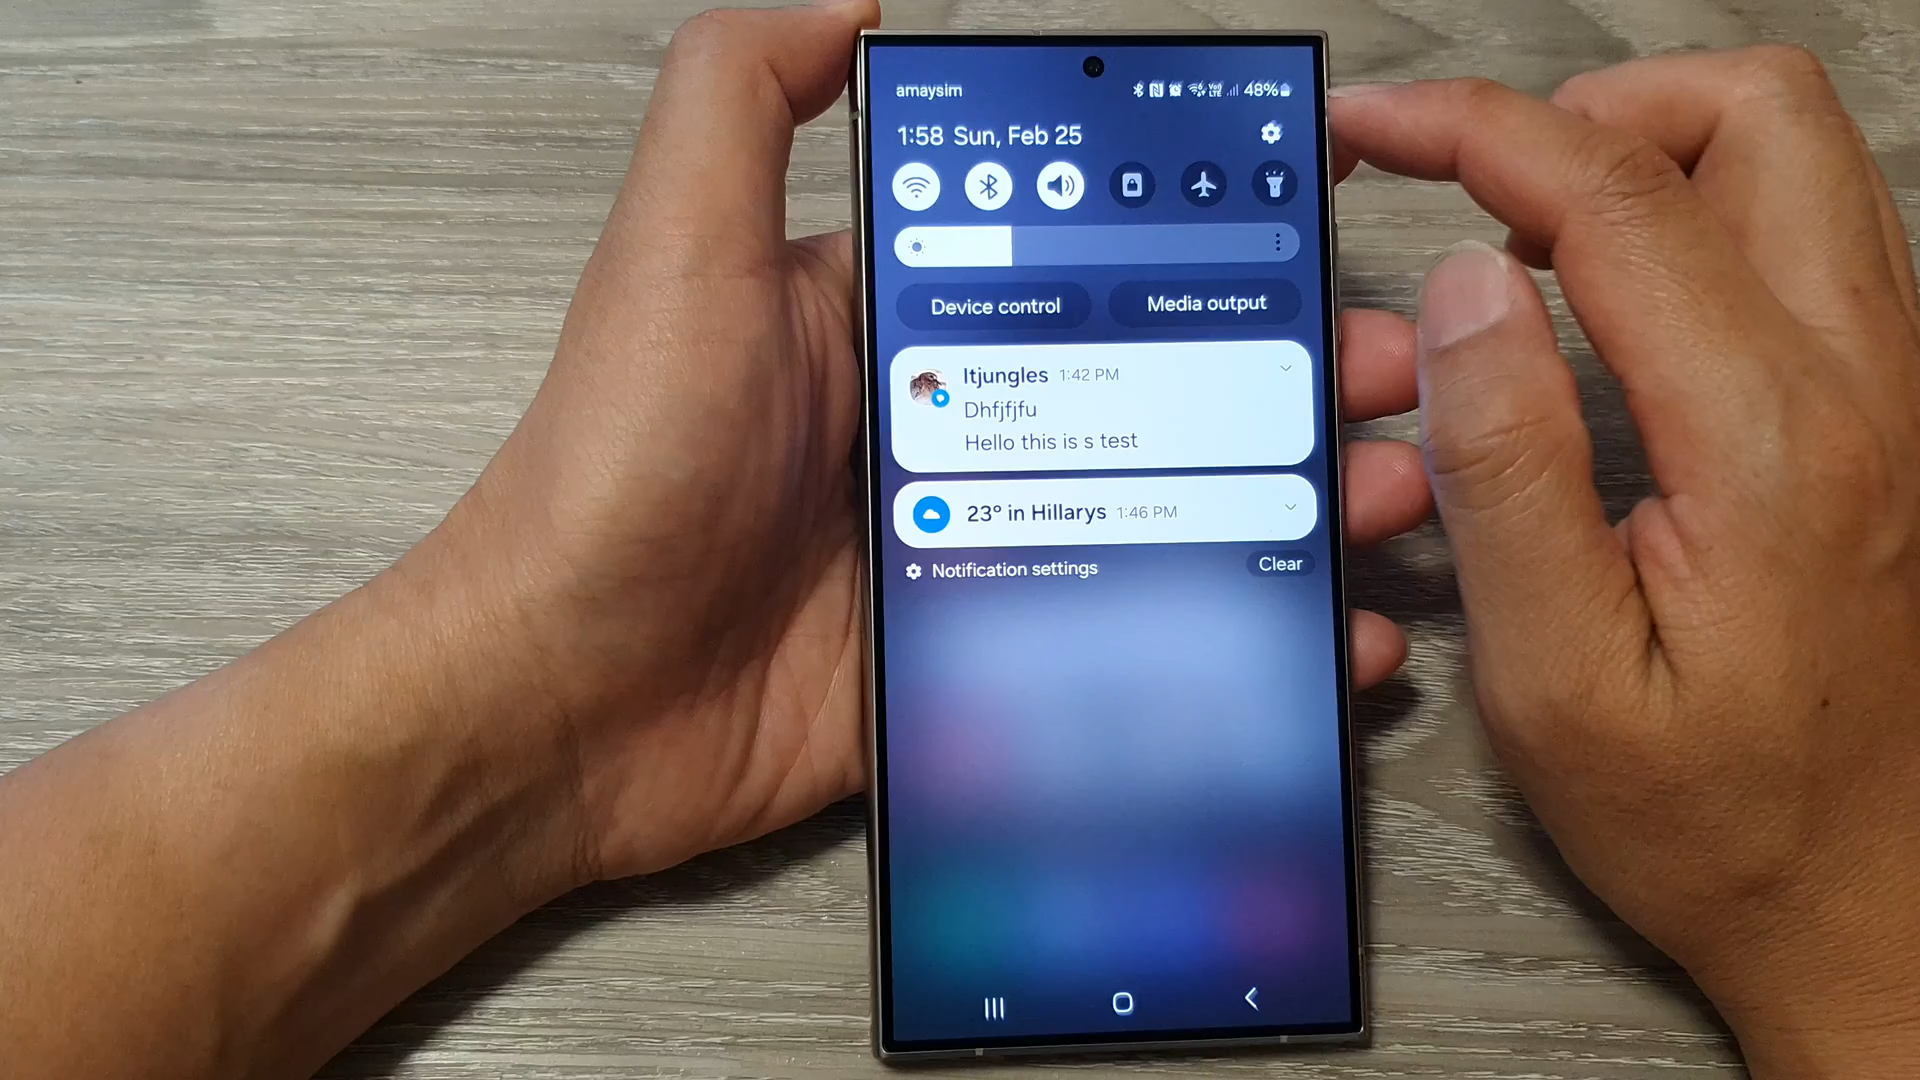 amaysim
48%
1:58 Sun, Feb 25
Device control
Media output
Itjungles 1:42 PM
Dhfjfjfu
Hello this is s test
23° in Hillarys 1:46 PM
Notification settings
Clear